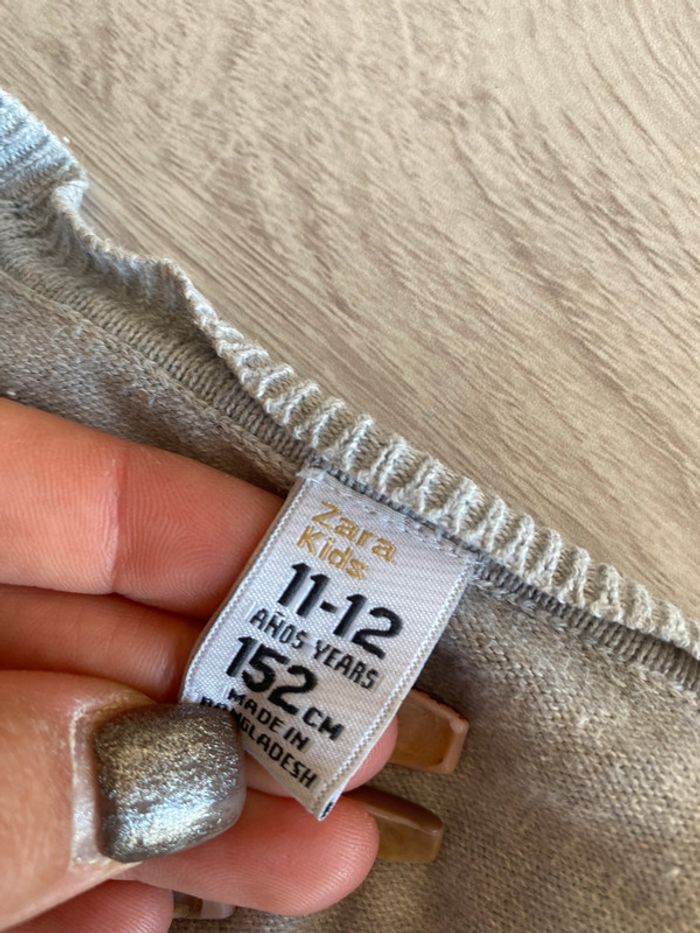 Zara
Kids
11-12
AÑOS YEARS
152 CM
MADE IN
BANGLADESH